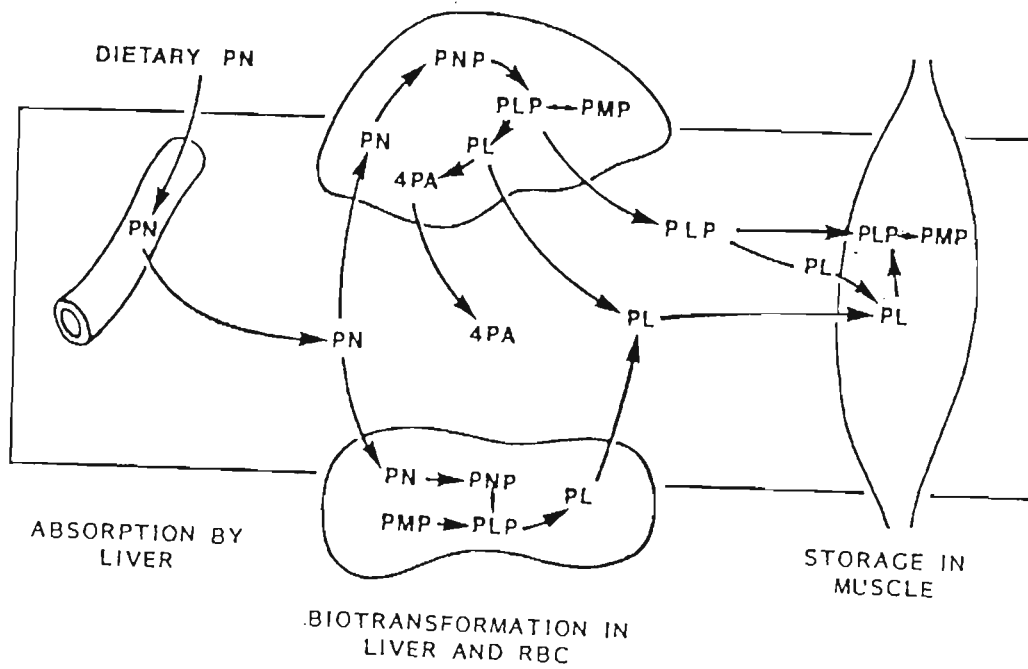 DIETARY PN
PNP
PLP PMP
PN
PL
4PA
PN
PLP
PLP PMP
PL
PL
PL
PN
4PA
PN PNP
PL
PMP PLP
ABSORPTION BY
LIVER
STORAGE IN
MUSCLE
.BIOTRANSFORMATION IN
LIVER AND RBC